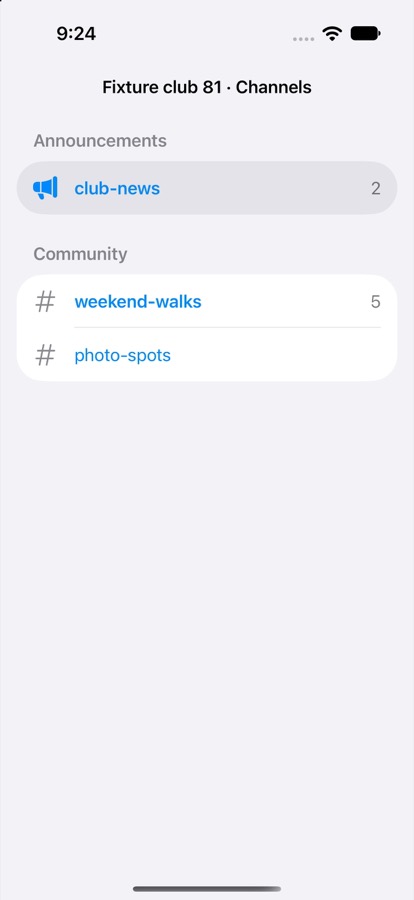 9:24
Fixture club 81 · Channels
Announcements
club-news 2
Community
weekend-walks 5
photo-spots